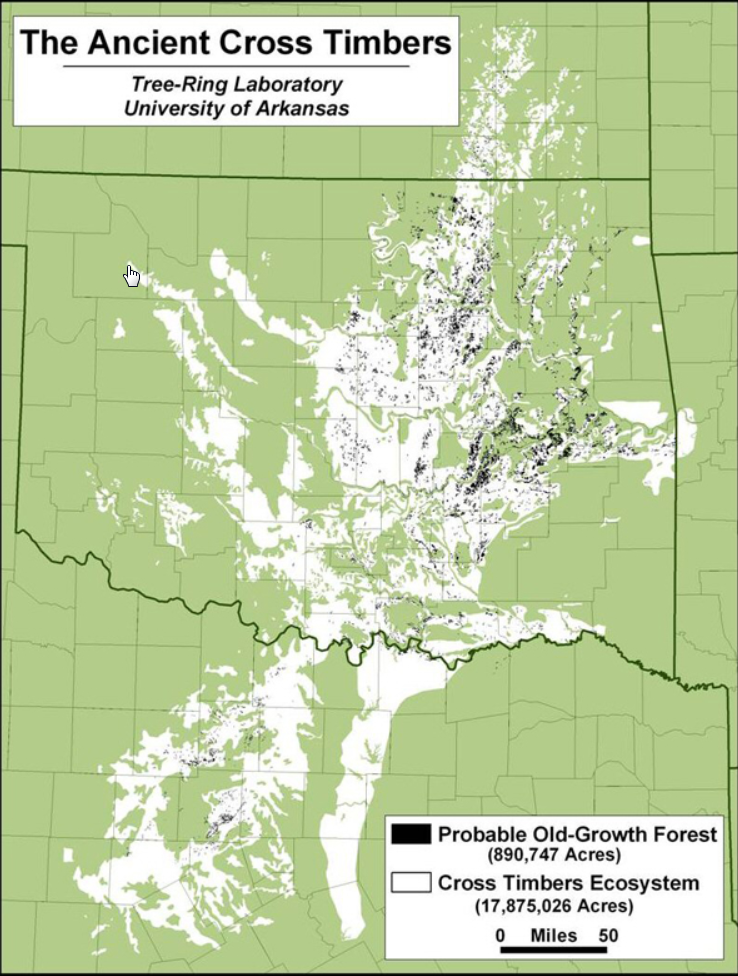 The Ancient Cross Timbers
Tree-Ring Laboratory
University of Arkansas
Probable Old-Growth Forest
(890,747 Acres)
Cross Timbers Ecosystem
(17,875,026 Acres)
0 Miles 50